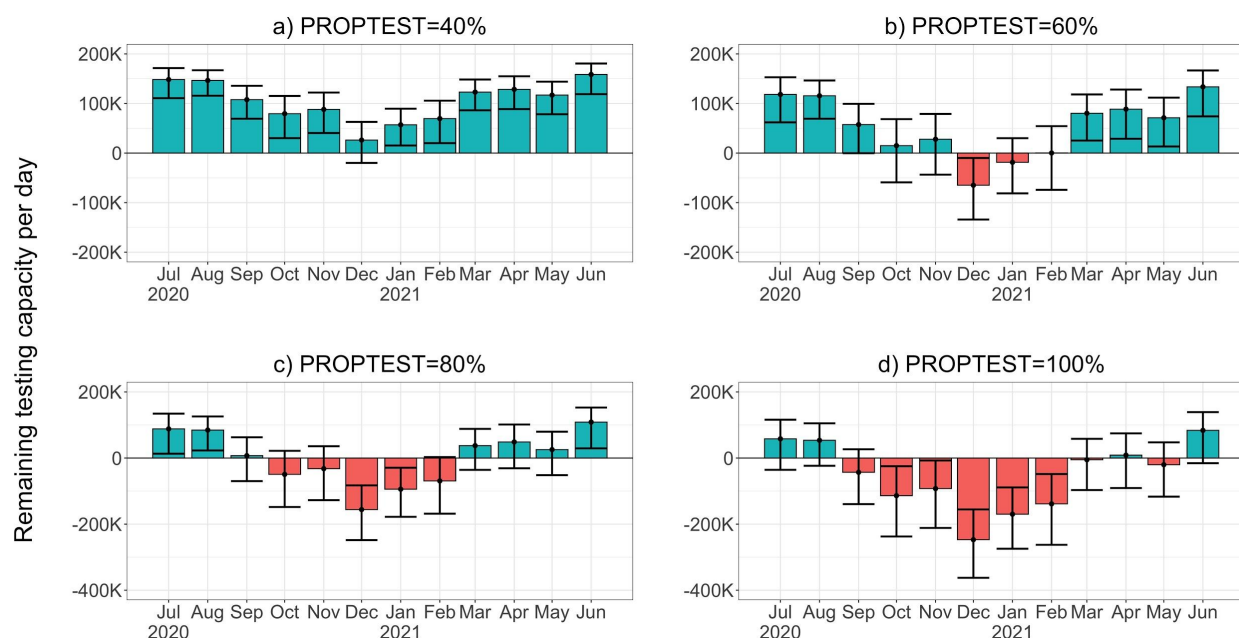 Remaining testing capacity per day
a) PROPTEST=40%
200K
100K
0
-100K
-200K
Jul Aug Sep Oct Nov Dec Jan Feb Mar Apr May Jun
2020 2021
b) PROPTEST=60%
200K
100K
0
-100K
-200K
Jul Aug Sep Oct Nov Dec Jan Feb Mar Apr May Jun
2020 2021
c) PROPTEST=80%
200K
0
-200K
-400K
Jul Aug Sep Oct Nov Dec Jan Feb Mar Apr May Jun
2020 2021
d) PROPTEST=100%
200K
0
-200K
-400K
Jul Aug Sep Oct Nov Dec Jan Feb Mar Apr May Jun
2020 2021